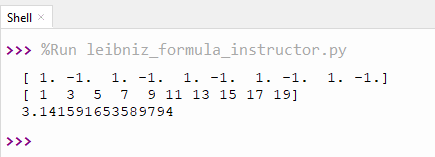 Shell ×
>>> %Run leibniz_formula_instructor.py
[ 1. -1.  1. -1.  1. -1.  1. -1.  1. -1.]
[ 1  3  5  7  9 11 13 15 17 19]
3.141591653589794
>>>